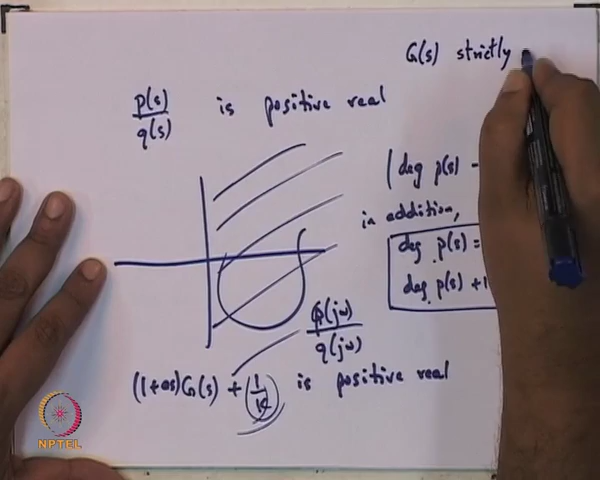 G(s) strictly
p(s)
q(s)
is positive real
| deg p(s) -
in addition,
deg p(s) =
deg p(s) + 1
p(jω)
q(jω)
(1+αs)G(s) + 1/k is positive real
NPTEL